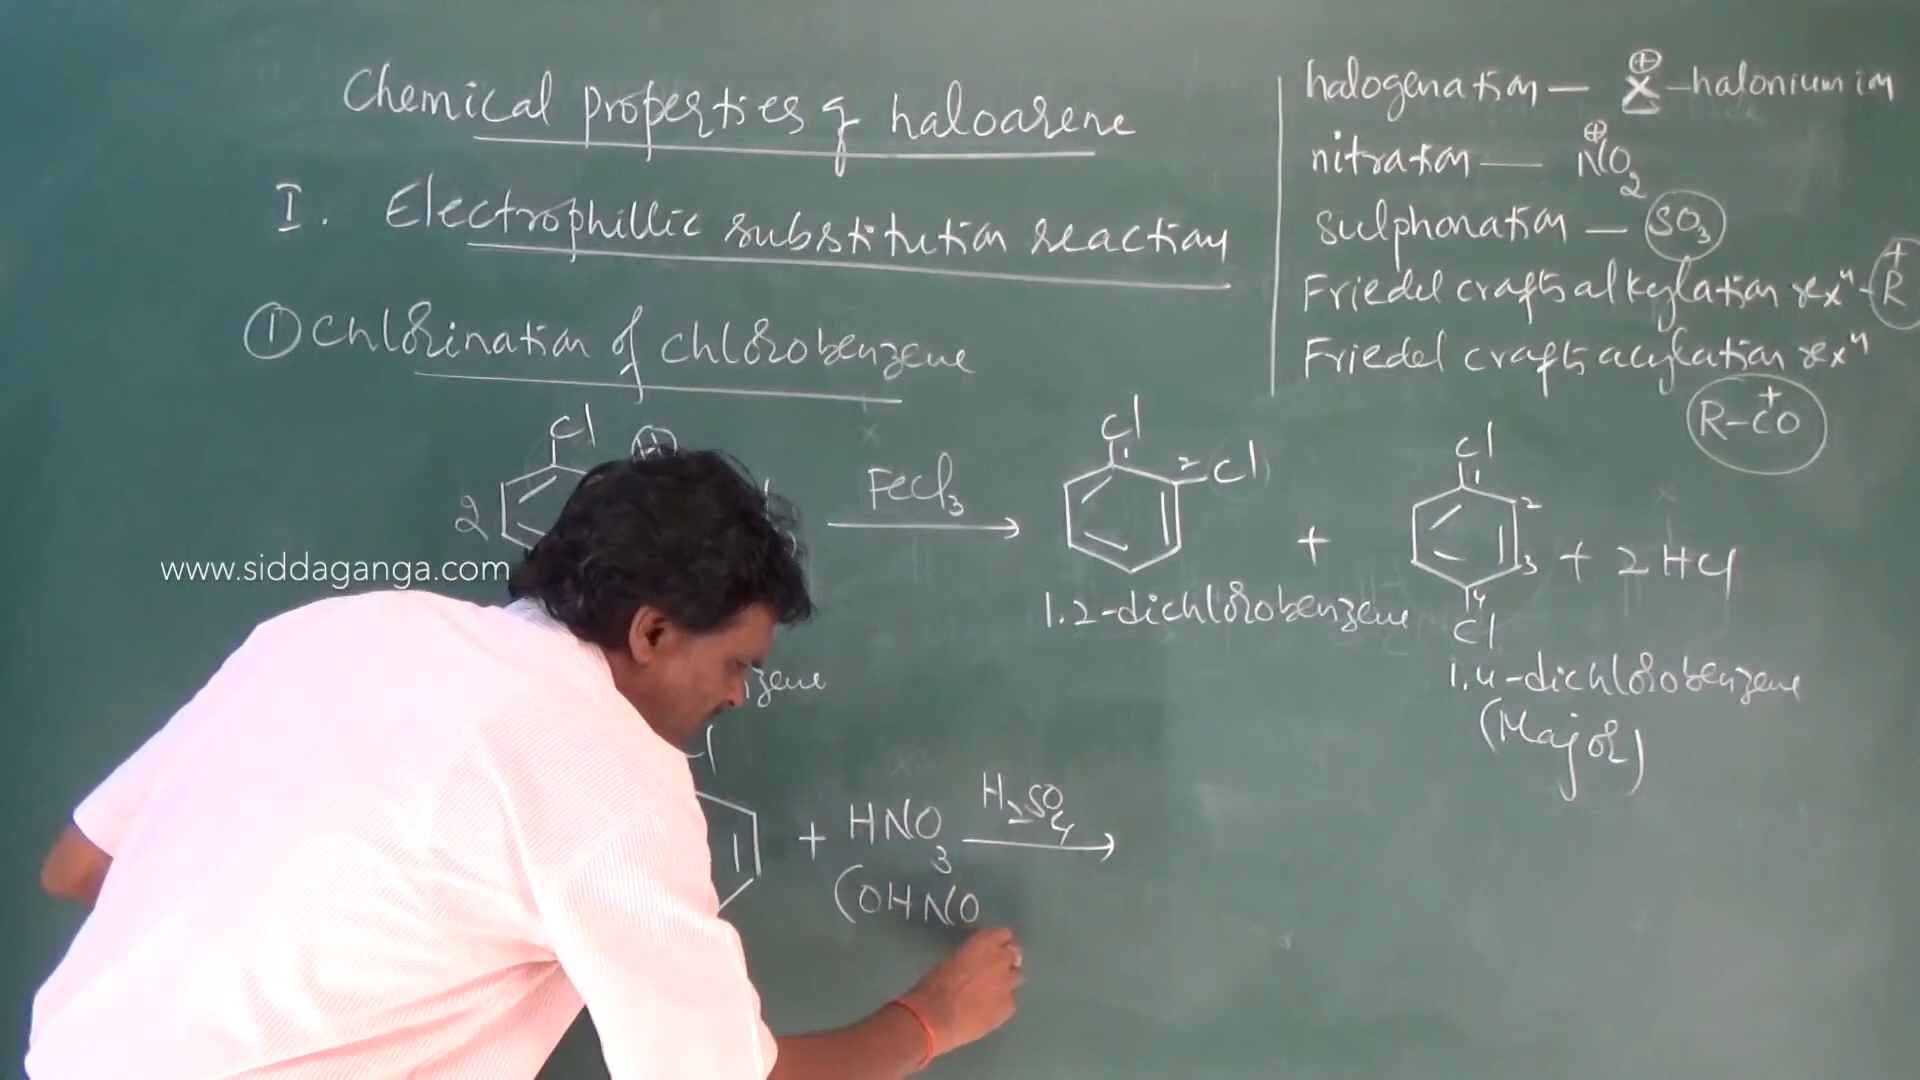 Chemical properties of haloarene
I. Electrophillic substitution reaction
① Chlorination of chlorobenzene
halogenation — X⊕ - halonium ion
nitration — N⊕O2
sulphonation — SO3
Friedel crafts alkylation rexn - R+
Friedel crafts acylation rexn
R-C+O
2 Cl ⊕ FeCl3 → Cl 1 2 Cl + Cl 1 2 3 4 Cl + 2HCl
1.2-dichlorobenzene
1.4-dichlorobenzene
(Major)
+ HNO3 H2SO4 →
(OHNO
www.siddaganga.com